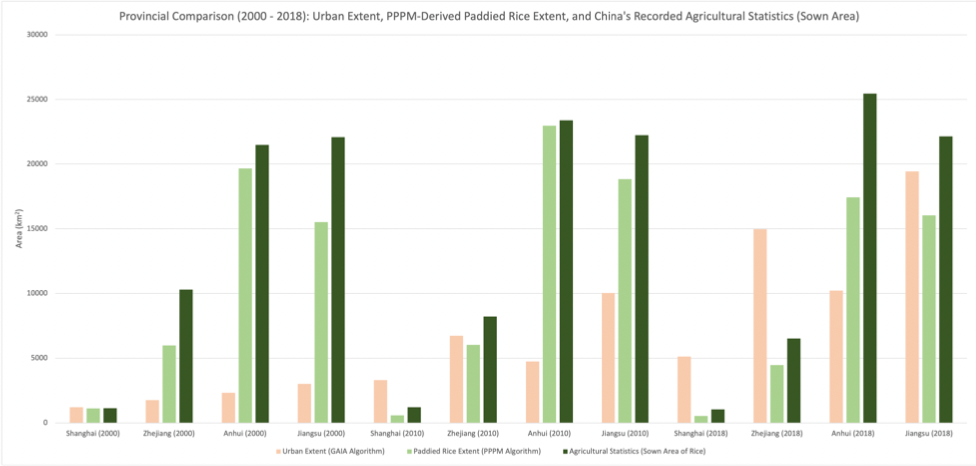 Provincial Comparison (2000 - 2018): Urban Extent, PPPM-Derived Paddied Rice Extent, and China's Recorded Agricultural Statistics (Sown Area)
30000
25000
20000
15000
10000
5000
0
Area (km²)
Shanghai (2000) Zhejiang (2000) Anhui (2000) Jiangsu (2000) Shanghai (2010) Zhejiang (2010) Anhui (2010) Jiangsu (2010) Shanghai (2018) Zhejiang (2018) Anhui (2018) Jiangsu (2018)
Urban Extent (GAIA Algorithm) Paddied Rice Extent (PPPM Algorithm) Agricultural Statistics (Sown Area of Rice)